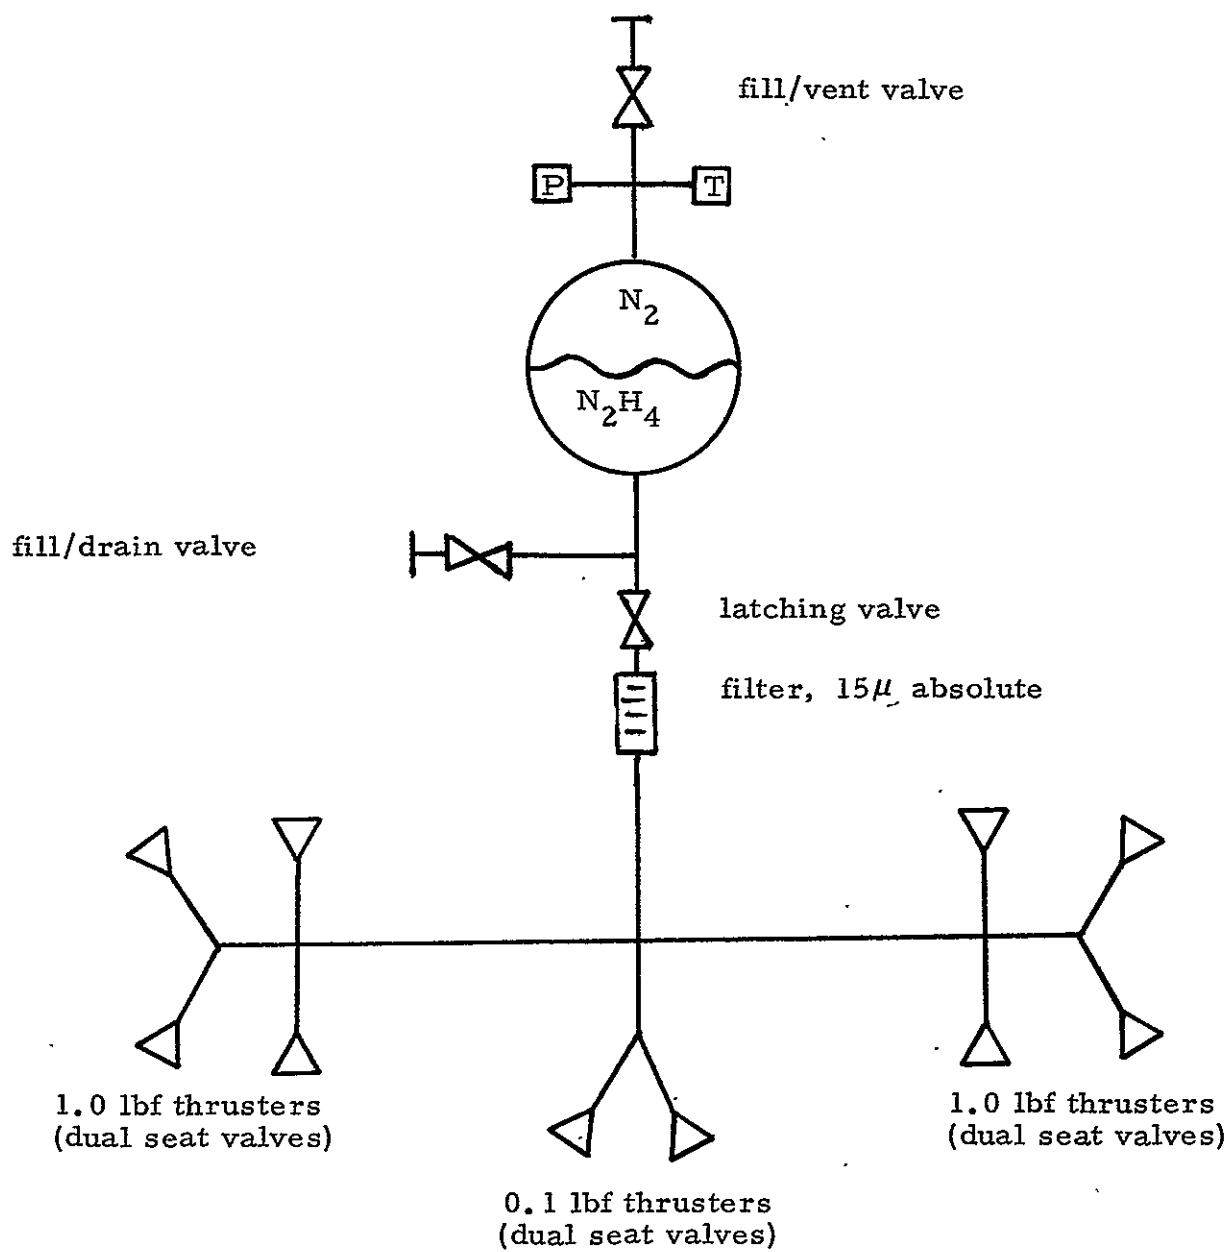 fill/vent valve
P
T
N₂
N₂H₄
fill/drain valve
latching valve
filter, 15μ absolute
1.0 lbf thrusters
(dual seat valves)
1.0 lbf thrusters
(dual seat valves)
0.1 lbf thrusters
(dual seat valves)